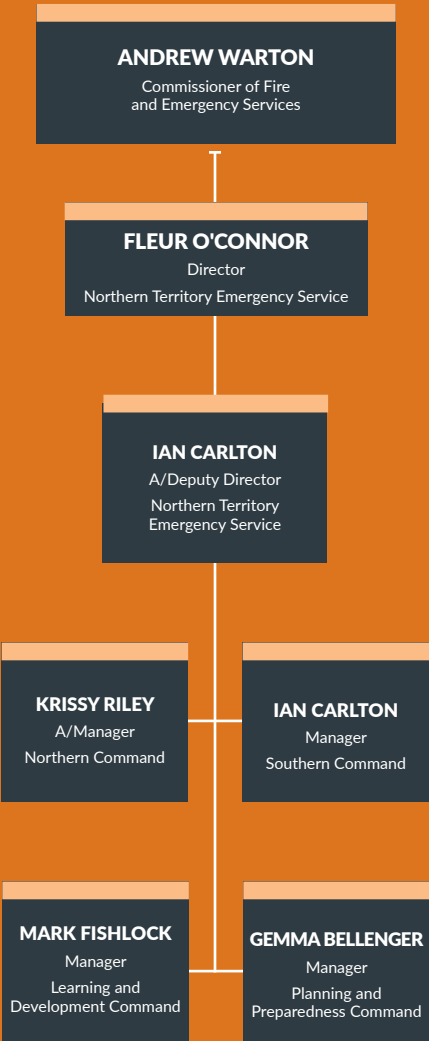 ANDREW WARTON
Commissioner of Fire
and Emergency Services
FLEUR O'CONNOR
Director
Northern Territory Emergency Service
IAN CARLTON
A/Deputy Director
Northern Territory
Emergency Service
KRISSY RILEY
A/Manager
Northern Command
IAN CARLTON
Manager
Southern Command
MARK FISHLOCK
Manager
Learning and
Development Command
GEMMA BELLENGER
Manager
Planning and
Preparedness Command